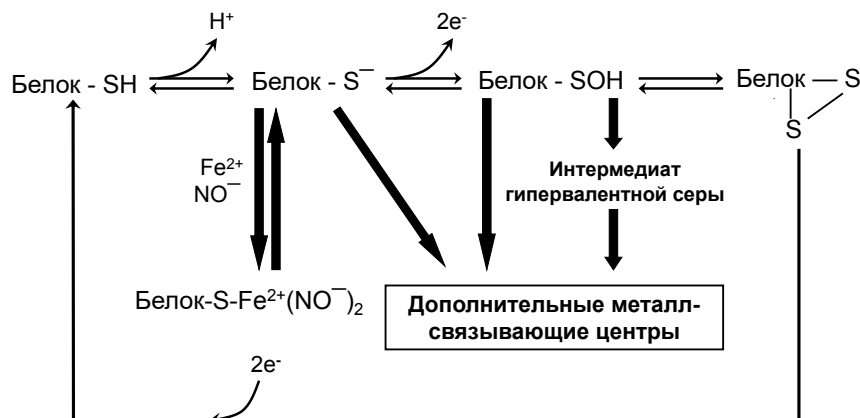 H⁺
2e⁻
Белок - SH
Белок - S¯
Белок - SOH
Белок — S
S
Fe²⁺
NO¯
Интермедиат
гипервалентной серы
Белок-S-Fe²⁺(NO¯)₂
Дополнительные металл-
связывающие центры
2e⁻